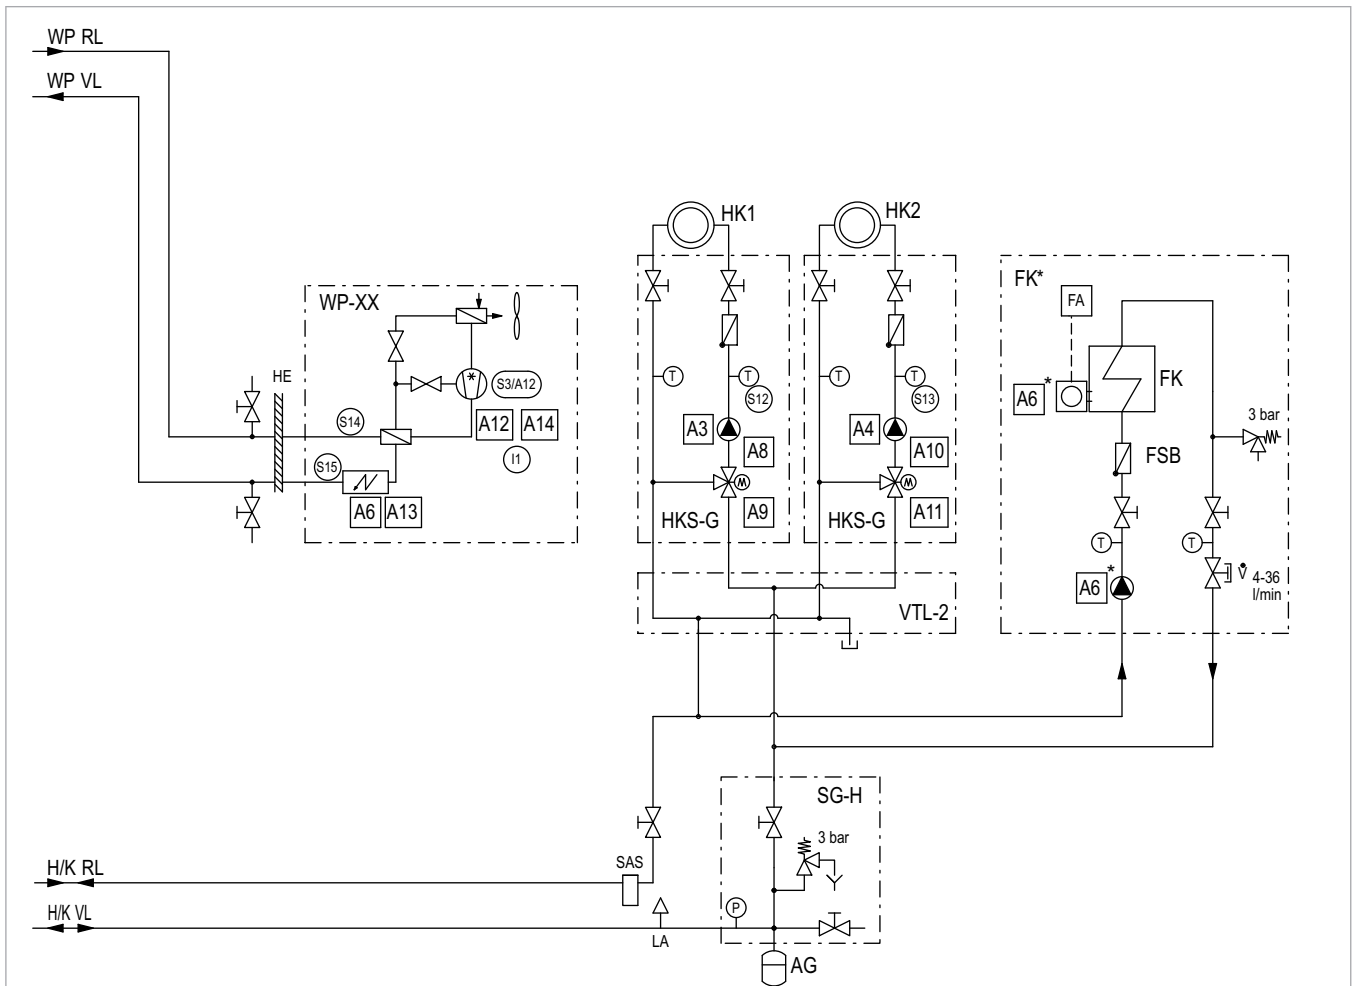 WP RL
WP VL
HK1
HK2
WP-XX
FK*
FA
HE
T
T
T
T
S3/A12
FK
A6*
S12
S13
S14
A12
A14
A3
A4
3 bar
I1
A8
A10
FSB
S15
M
M
A6
A13
A9
A11
HKS-G
HKS-G
T
T
A6*
V̇
4-36
l/min
VTL-2
SG-H
3 bar
H/K RL
SAS
H/K VL
P
LA
AG